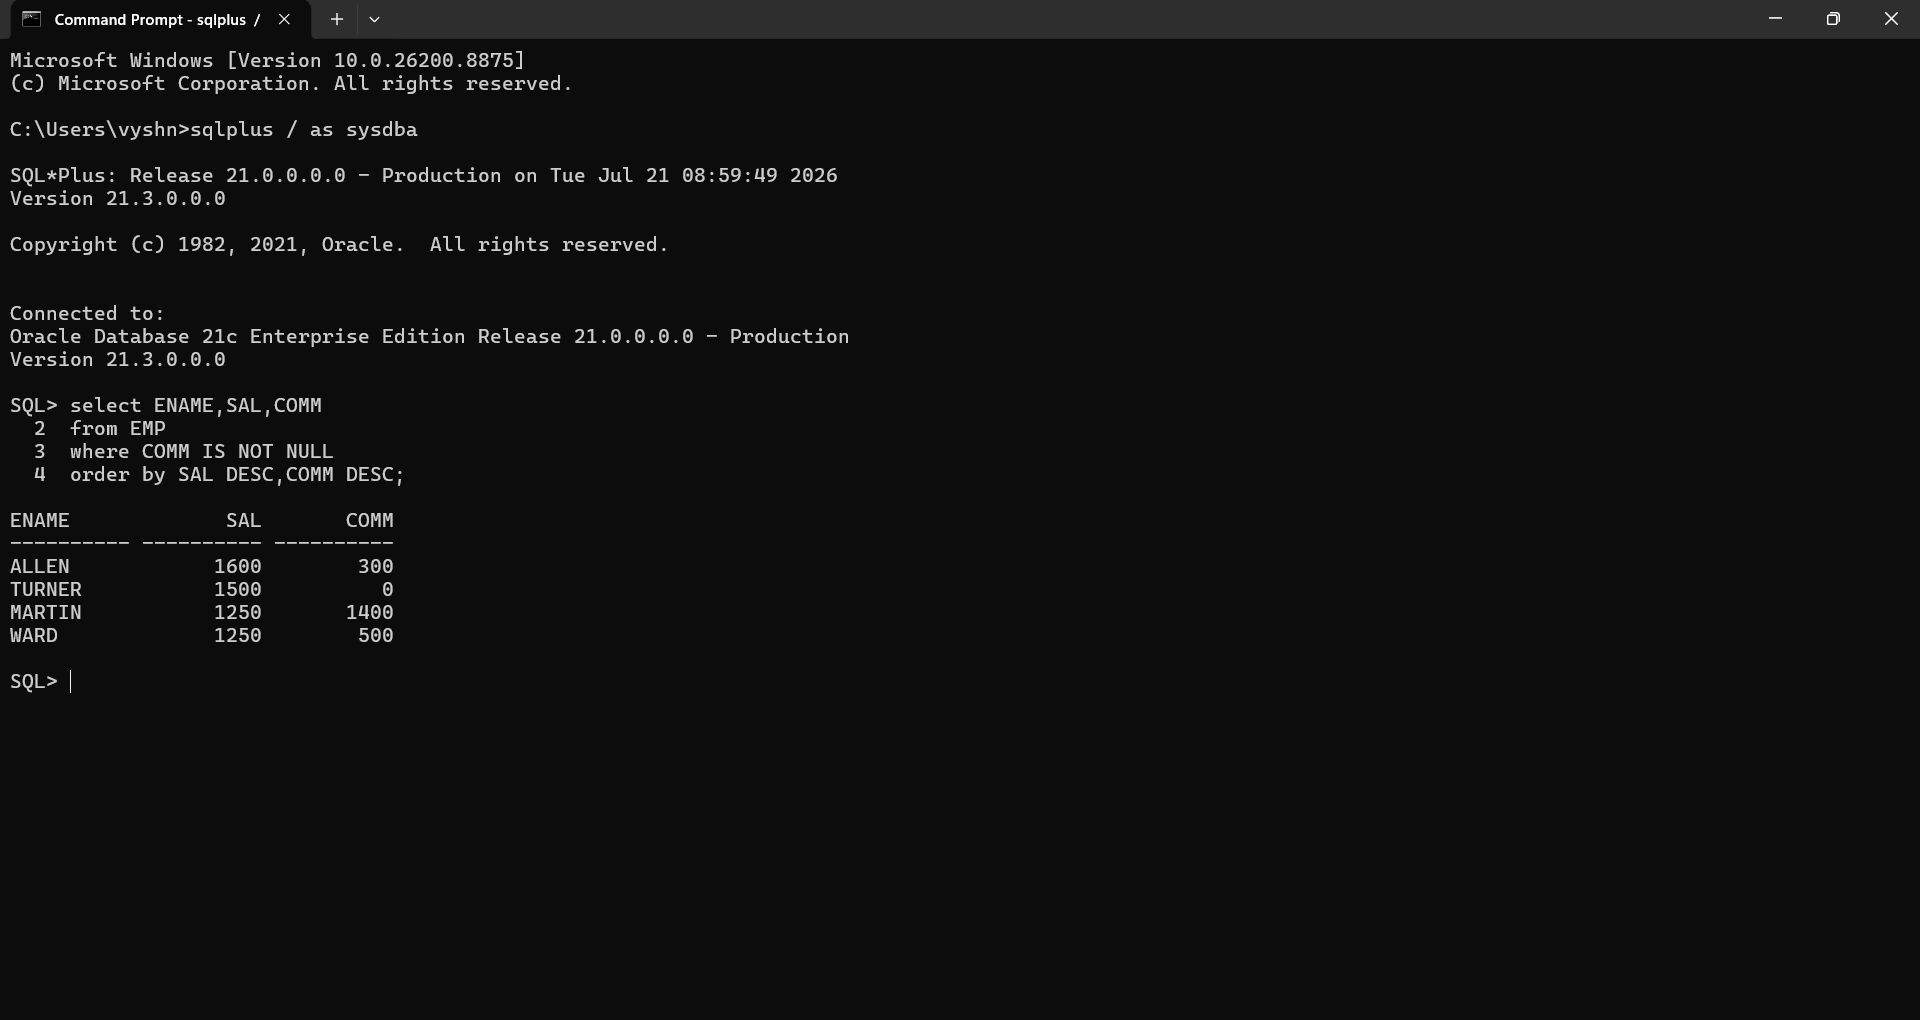 Command Prompt - sqlplus /
Microsoft Windows [Version 10.0.26200.8875]
(c) Microsoft Corporation. All rights reserved.
C:\Users\vyshn>sqlplus / as sysdba
SQL*Plus: Release 21.0.0.0.0 - Production on Tue Jul 21 08:59:49 2026
Version 21.3.0.0.0
Copyright (c) 1982, 2021, Oracle.  All rights reserved.
Connected to:
Oracle Database 21c Enterprise Edition Release 21.0.0.0.0 - Production
Version 21.3.0.0.0
SQL> select ENAME,SAL,COMM
  2  from EMP
  3  where COMM IS NOT NULL
  4  order by SAL DESC,COMM DESC;
ENAME             SAL       COMM
---------- ---------- ----------
ALLEN            1600        300
TURNER           1500          0
MARTIN           1250       1400
WARD             1250        500
SQL>